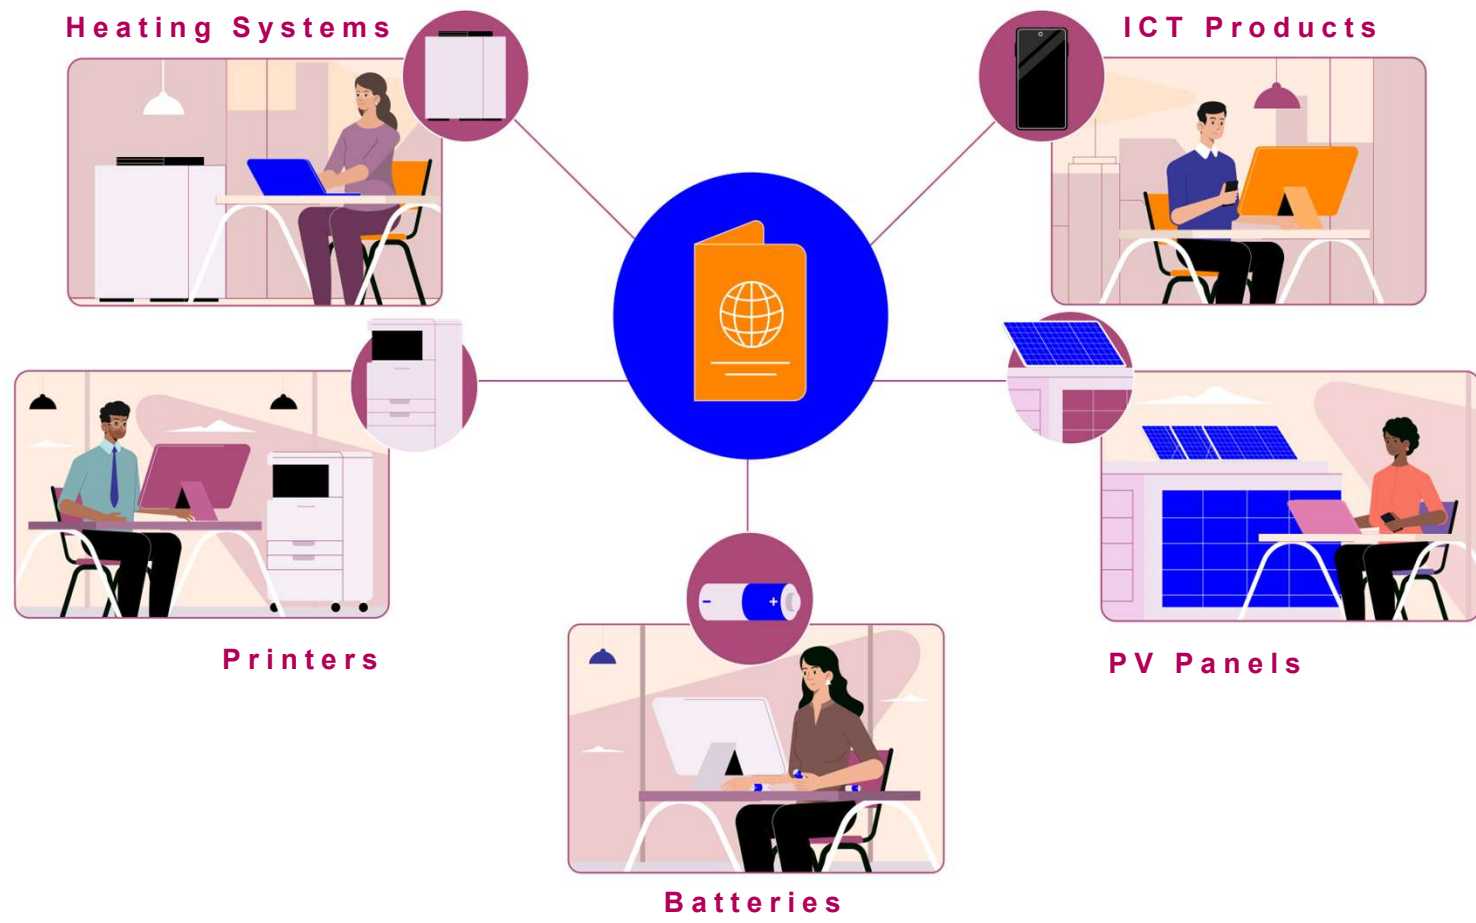 Heating Systems
ICT Products
Printers
PV Panels
Batteries